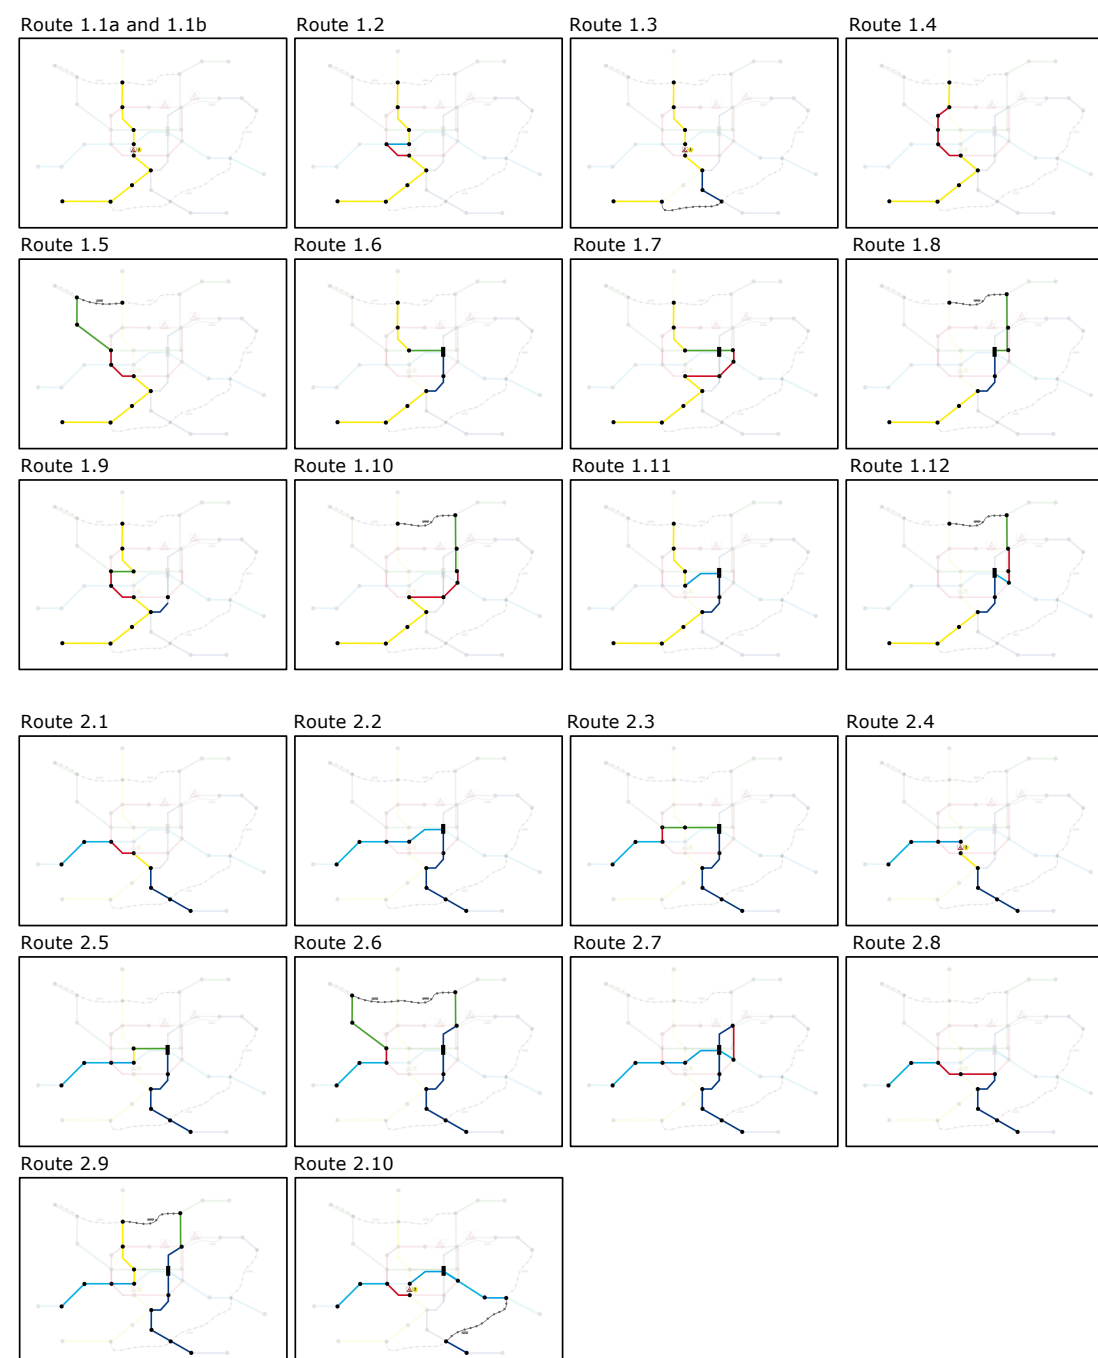 Route 1.1a and 1.1b
Route 1.2
Route 1.3
Route 1.4
Route 1.5
Route 1.6
Route 1.7
Route 1.8
Route 1.9
Route 1.10
Route 1.11
Route 1.12
Route 2.1
Route 2.2
Route 2.3
Route 2.4
Route 2.5
Route 2.6
Route 2.7
Route 2.8
Route 2.9
Route 2.10